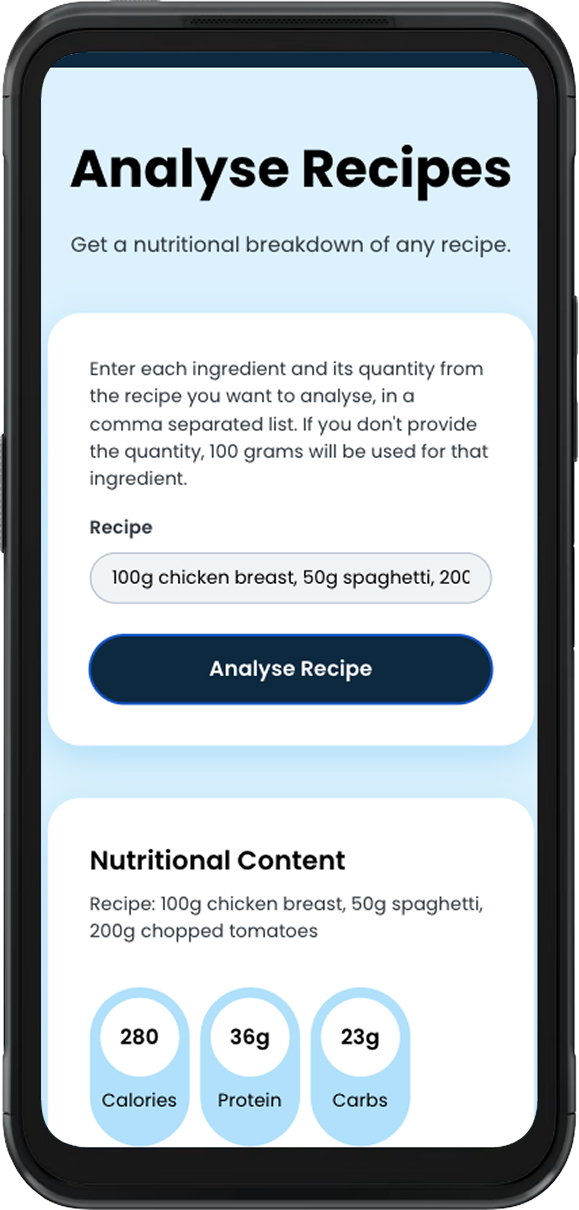 Analyse Recipes
Get a nutritional breakdown of any recipe.
Enter each ingredient and its quantity from
the recipe you want to analyse, in a
comma separated list. If you don't provide
the quantity, 100 grams will be used for that
ingredient.
Recipe
100g chicken breast, 50g spaghetti, 200
Analyse Recipe
Nutritional Content
Recipe: 100g chicken breast, 50g spaghetti,
200g chopped tomatoes
280 36g 23g
Calories Protein Carbs